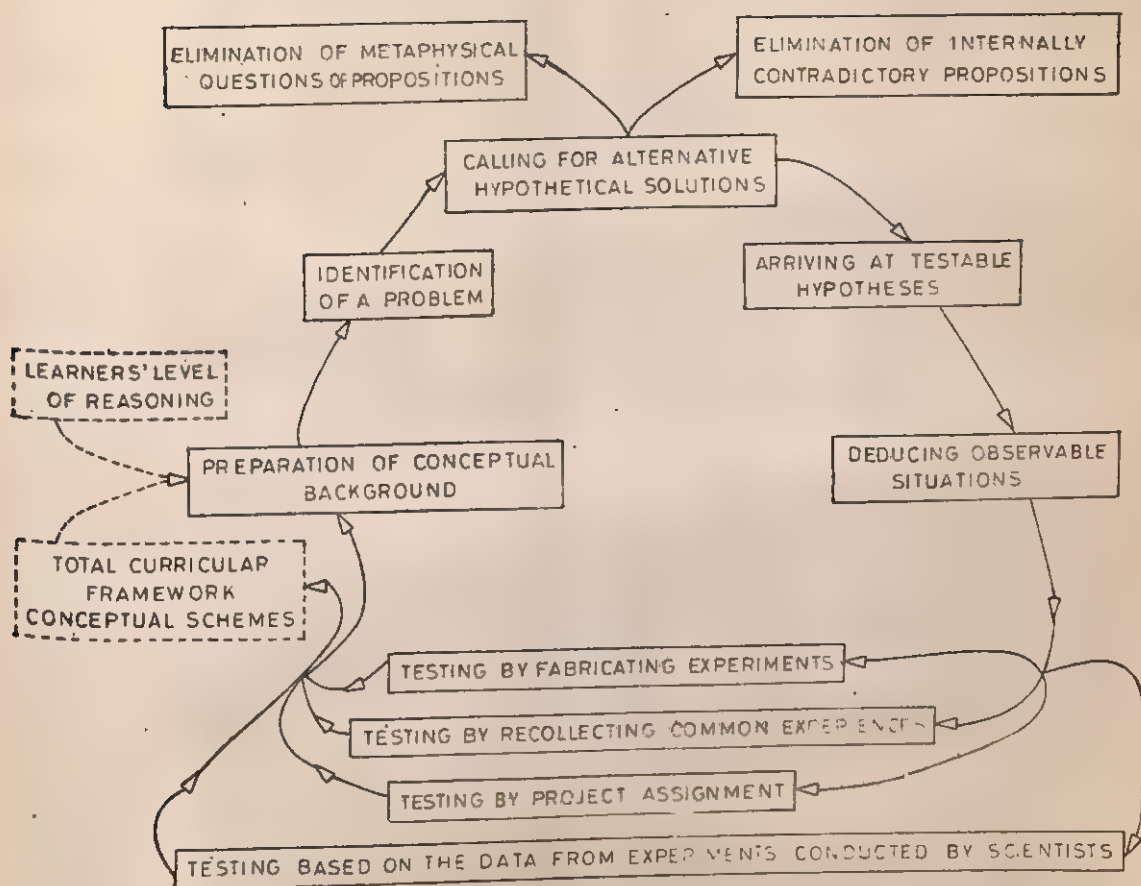 ELIMINATION OF METAPHYSICAL
QUESTIONS OF PROPOSITIONS
ELIMINATION OF INTERNALLY
CONTRADICTORY PROPOSITIONS
CALLING FOR ALTERNATIVE
HYPOTHETICAL SOLUTIONS
IDENTIFICATION
OF A PROBLEM
ARRIVING AT TESTABLE
HYPOTHESES
LEARNERS' LEVEL
OF REASONING
PREPARATION OF CONCEPTUAL
BACKGROUND
DEDUCING OBSERVABLE
SITUATIONS
TOTAL CURRICULAR
FRAMEWORK
CONCEPTUAL SCHEMES
TESTING BY FABRICATING EXPERIMENTS
TESTING BY RECOLLECTING COMMON EXPERIENCES
TESTING BY PROJECT ASSIGNMENT
TESTING BASED ON THE DATA FROM EXPERIMENTS CONDUCTED BY SCIENTISTS